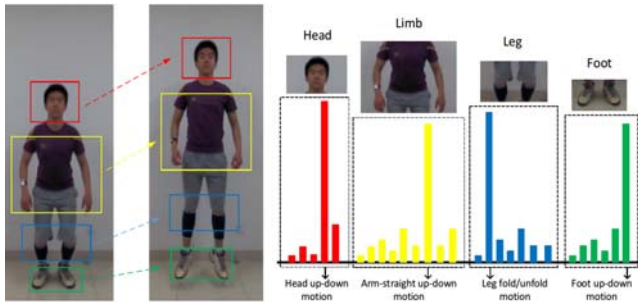 Head
Limb
Leg
Foot
Head up-down
motion
Arm-straight up-down
motion
Leg fold/unfold
motion
Foot up-down
motion